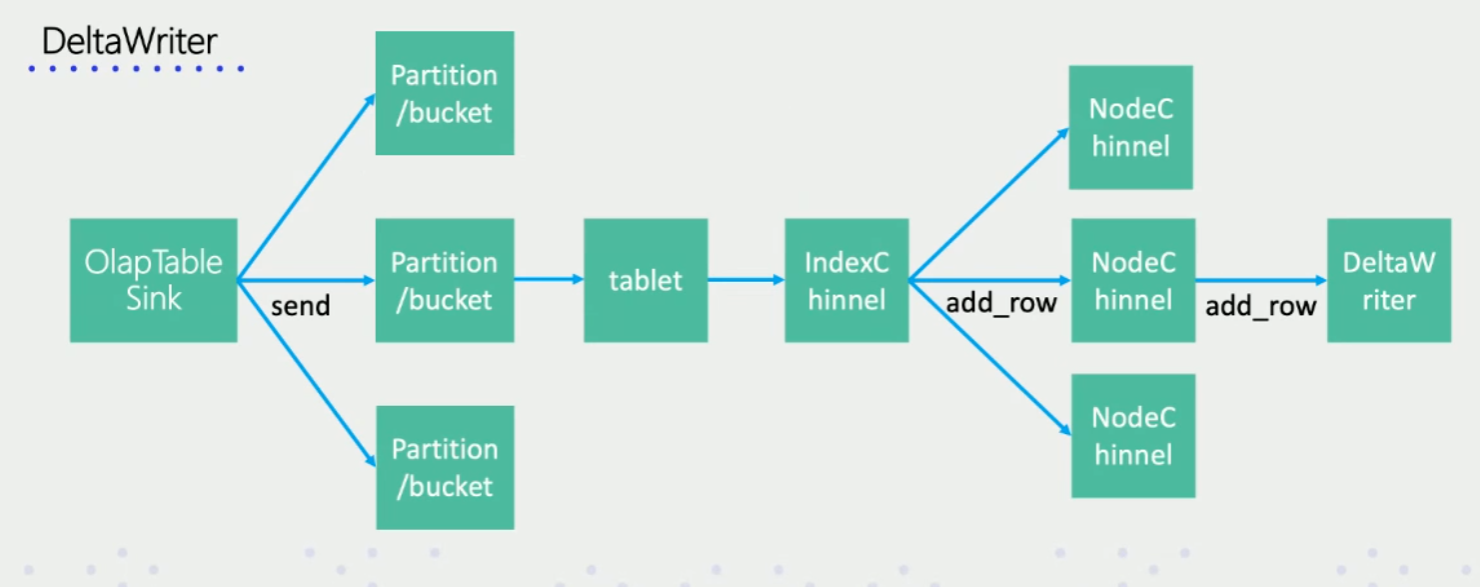 DeltaWriter
Partition
/bucket
NodeC
hinnel
OlapTable
Sink
send
Partition
/bucket
tablet
IndexC
hinnel
add_row
NodeC
hinnel
add_row
DeltaW
riter
Partition
/bucket
NodeC
hinnel